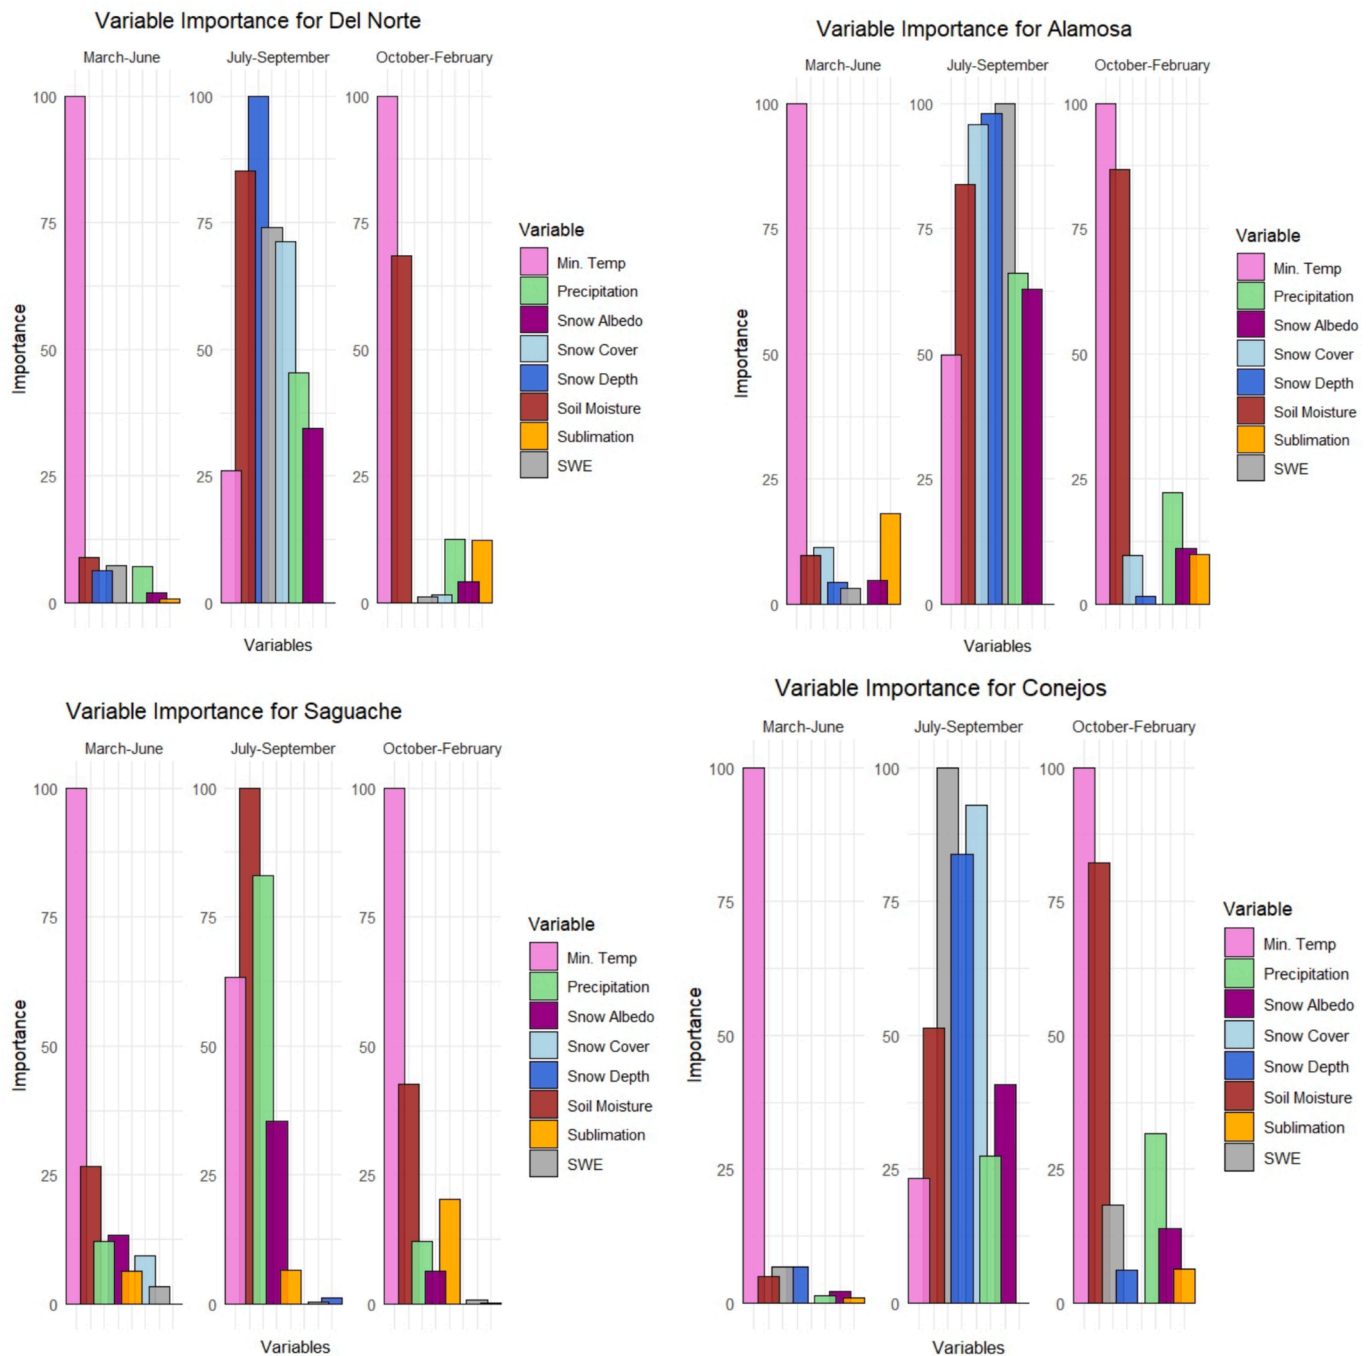 Variable Importance for Del Norte
March-June
July-September
October-February
100
75
50
25
0
100
75
50
25
0
100
75
50
25
0
Importance
Variables
Variable
Min. Temp
Precipitation
Snow Albedo
Snow Cover
Snow Depth
Soil Moisture
Sublimation
SWE
Variable Importance for Alamosa
March-June
July-September
October-February
100
75
50
25
0
100
75
50
25
0
100
75
50
25
0
Importance
Variables
Variable
Min. Temp
Precipitation
Snow Albedo
Snow Cover
Snow Depth
Soil Moisture
Sublimation
SWE
Variable Importance for Saguache
March-June
July-September
October-February
100
75
50
25
0
100
75
50
25
0
100
75
50
25
0
Importance
Variables
Variable
Min. Temp
Precipitation
Snow Albedo
Snow Cover
Snow Depth
Soil Moisture
Sublimation
SWE
Variable Importance for Conejos
March-June
July-September
October-February
100
75
50
25
0
100
75
50
25
0
100
75
50
25
0
Importance
Variables
Variable
Min. Temp
Precipitation
Snow Albedo
Snow Cover
Snow Depth
Soil Moisture
Sublimation
SWE